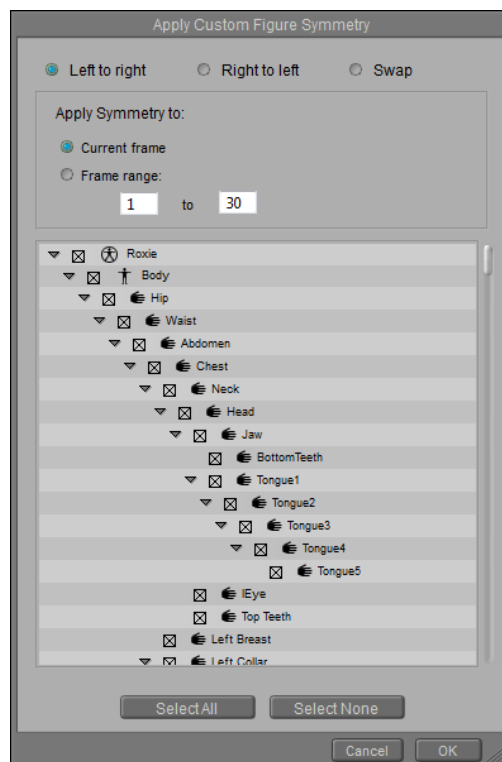 Apply Custom Figure Symmetry
Left to right Right to left Swap
Apply Symmetry to:
Current frame
Frame range:
1 to 30
Roxie
Body
Hip
Waist
Abdomen
Chest
Neck
Head
Jaw
BottomTeeth
Tongue1
Tongue2
Tongue3
Tongue4
Tongue5
lEye
Top Teeth
Left Breast
Left Collar
Select All Select None
Cancel OK